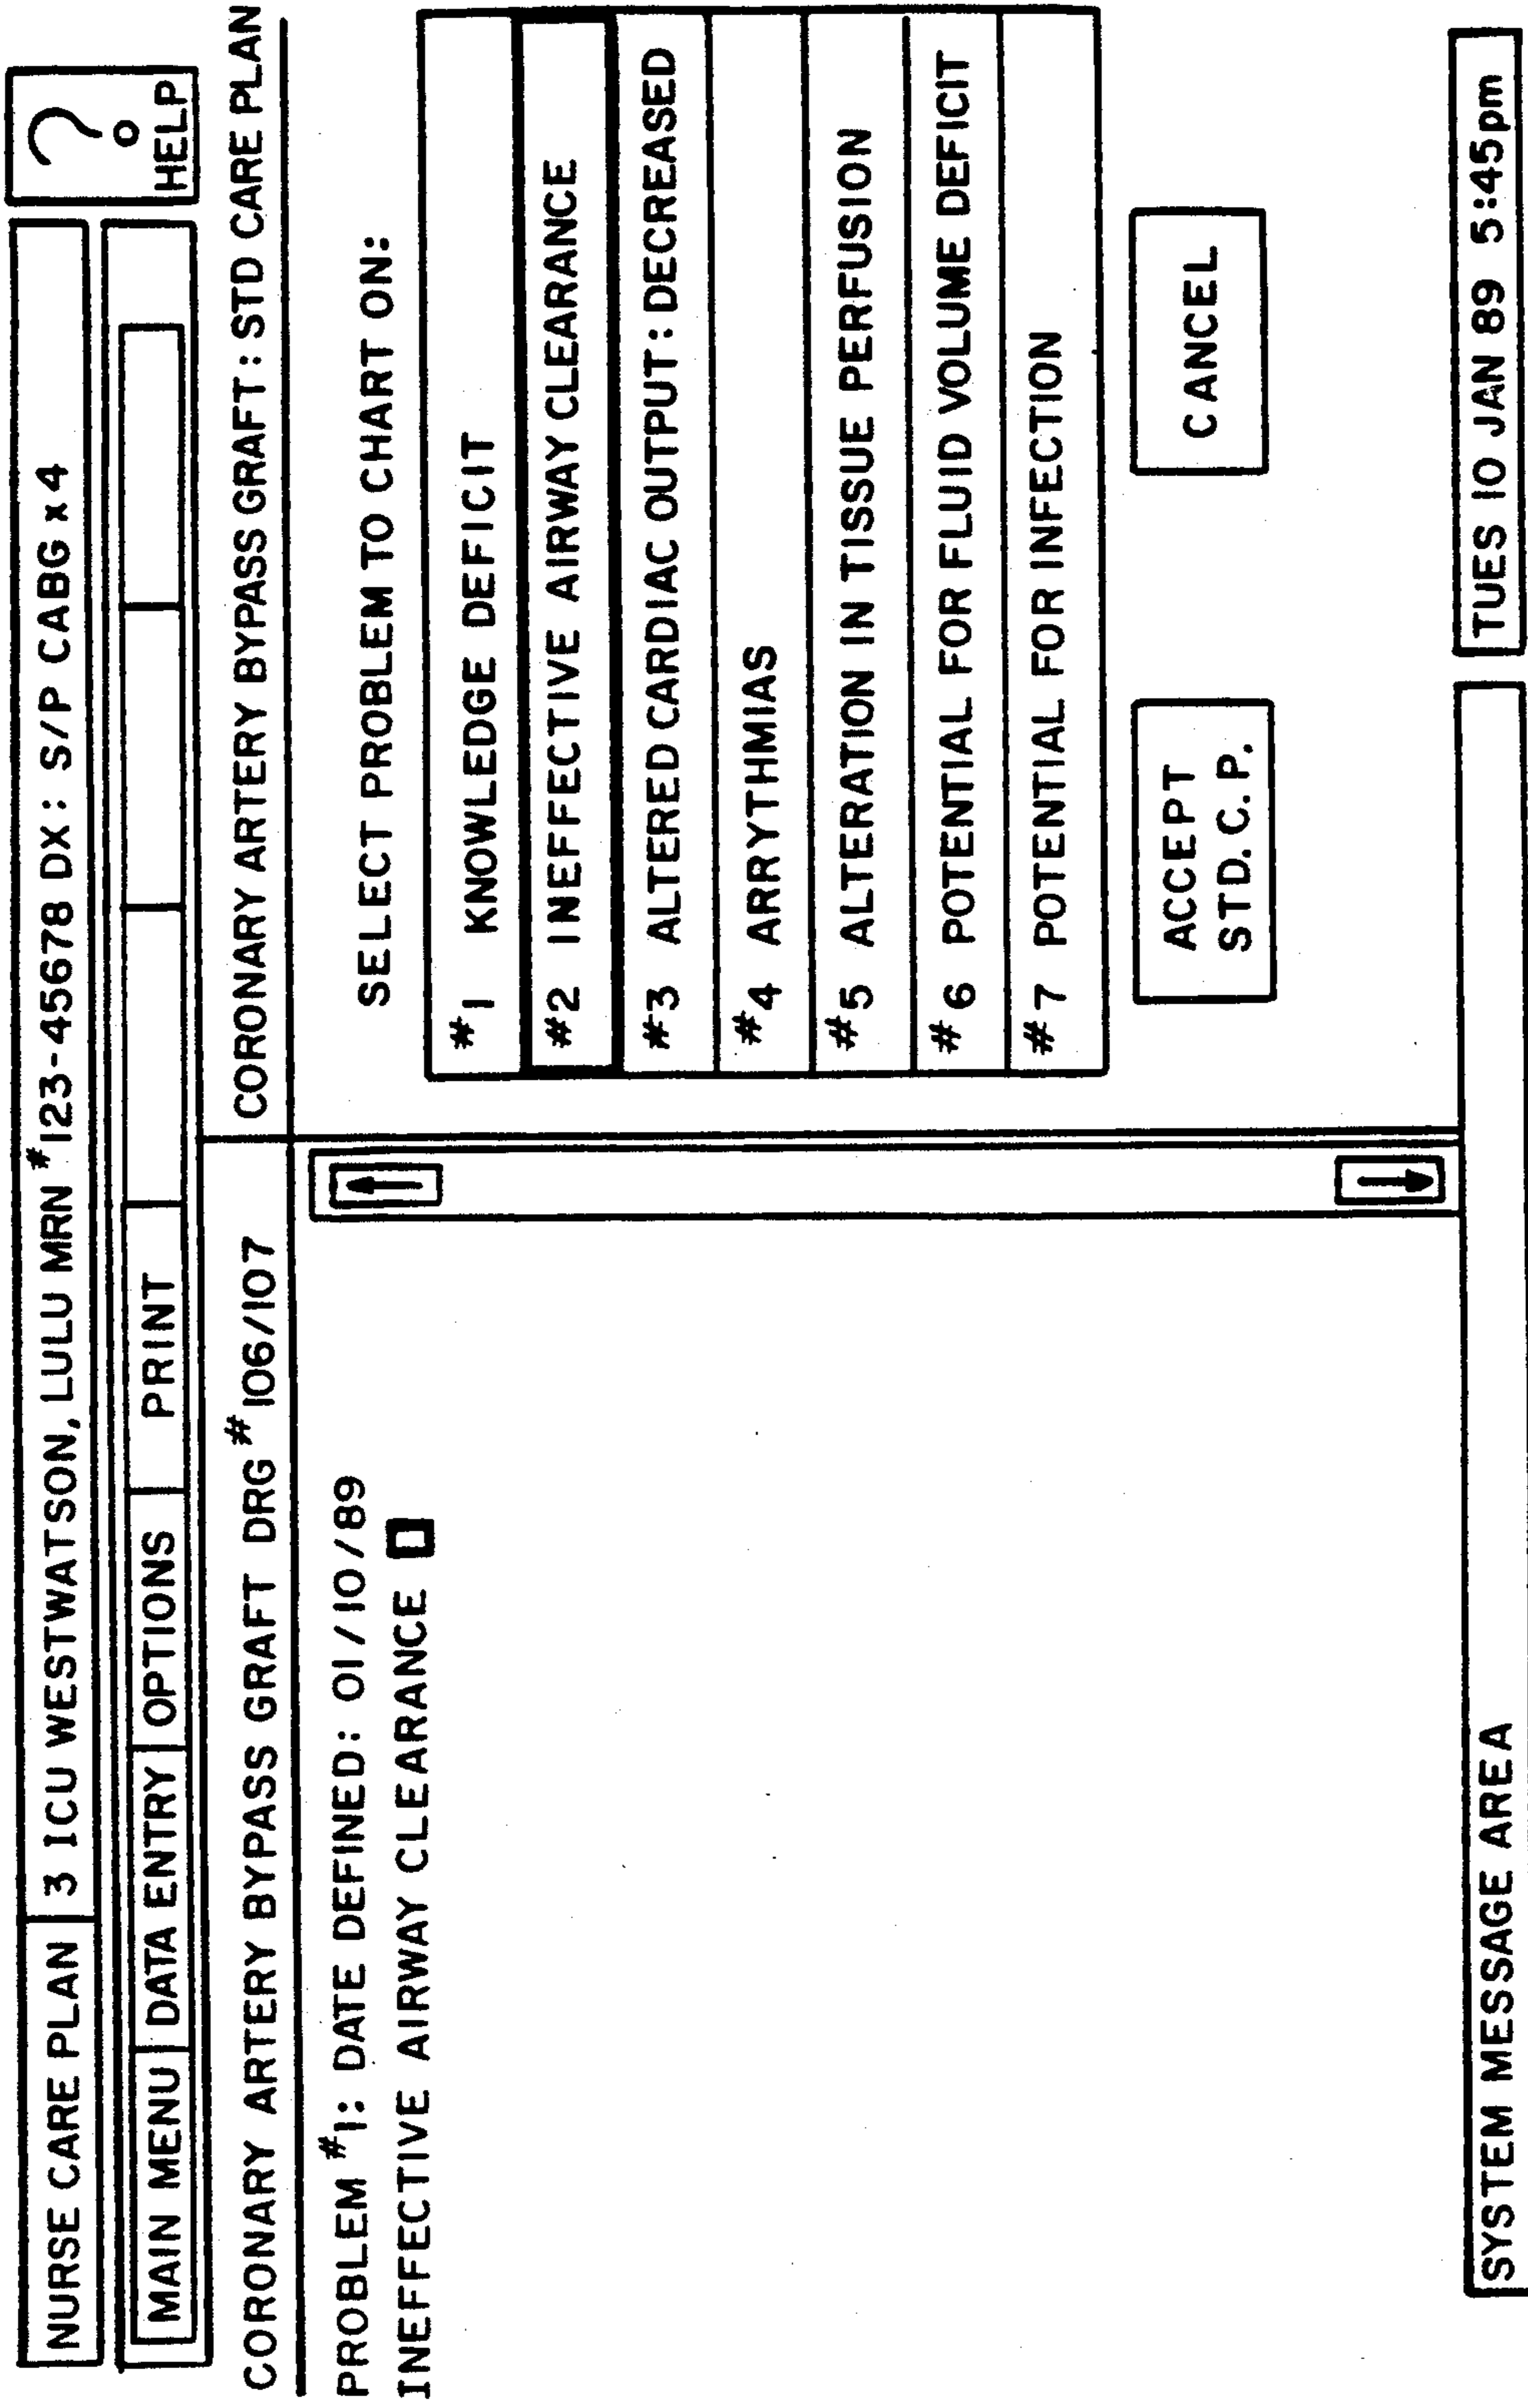 NURSE CARE PLAN 3 ICU WESTWATSON, LULU MRN #123-45678 DX : S/P CABG x 4
? HELP
MAIN MENU DATA ENTRY OPTIONS PRINT
CORONARY ARTERY BYPASS GRAFT DRG #106/107
PROBLEM #1: DATE DEFINED: 01/10/89
INEFFECTIVE AIRWAY CLEARANCE
CORONARY ARTERY BYPASS GRAFT : STD CARE PLAN
SELECT PROBLEM TO CHART ON:
#1 KNOWLEDGE DEFICIT
#2 INEFFECTIVE AIRWAY CLEARANCE
#3 ALTERED CARDIAC OUTPUT: DECREASED
#4 ARRYTHMIAS
#5 ALTERATION IN TISSUE PERFUSION
#6 POTENTIAL FOR FLUID VOLUME DEFICIT
#7 POTENTIAL FOR INFECTION
ACCEPT
STD. C. P.
CANCEL
SYSTEM MESSAGE AREA
TUES 10 JAN 89 5:45pm